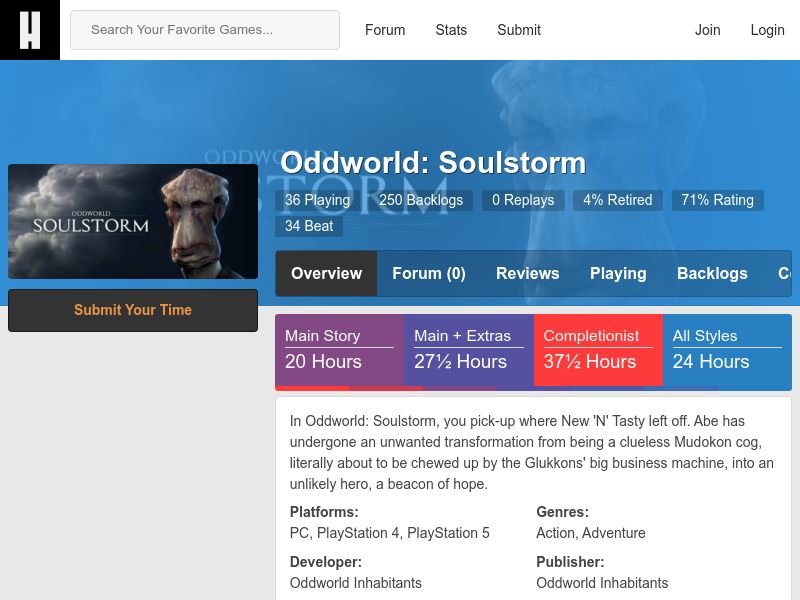 H
Search Your Favorite Games...
Forum
Stats
Submit
Join
Login
ODDWORLD
STORM
ODDWORLD
SOULSTORM
Submit Your Time
Oddworld: Soulstorm
36 Playing
250 Backlogs
0 Replays
4% Retired
71% Rating
34 Beat
Overview
Forum (0)
Reviews
Playing
Backlogs
Main Story
20 Hours
Main + Extras
27½ Hours
Completionist
37½ Hours
All Styles
24 Hours
In Oddworld: Soulstorm, you pick-up where New 'N' Tasty left off. Abe has
undergone an unwanted transformation from being a clueless Mudokon cog,
literally about to be chewed up by the Glukkons' big business machine, into an
unlikely hero, a beacon of hope.
Platforms:
PC, PlayStation 4, PlayStation 5
Genres:
Action, Adventure
Developer:
Oddworld Inhabitants
Publisher:
Oddworld Inhabitants